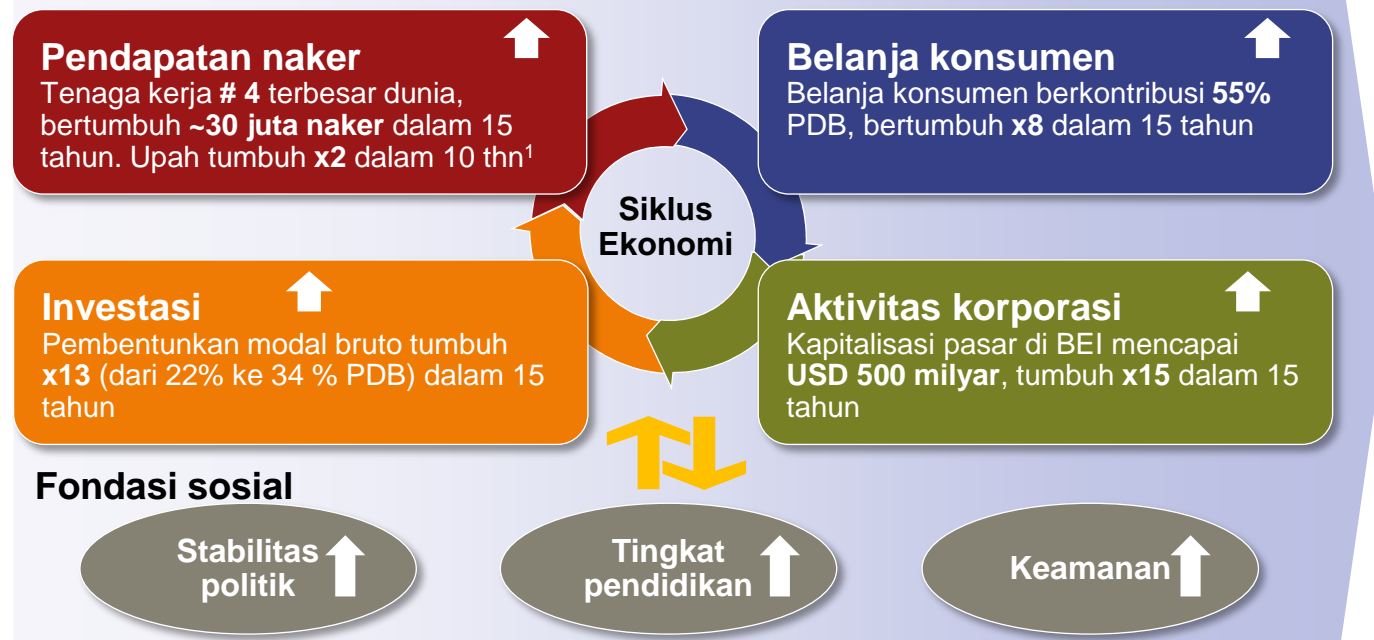 Pendapatan naker
Tenaga kerja # 4 terbesar dunia,
bertumbuh ~30 juta naker dalam 15
tahun. Upah tumbuh x2 dalam 10 thn¹
Belanja konsumen
Belanja konsumen berkontribusi 55%
PDB, bertumbuh x8 dalam 15 tahun
Siklus
Ekonomi
Investasi
Pembentunkan modal bruto tumbuh
x13 (dari 22% ke 34 % PDB) dalam 15
tahun
Aktivitas korporasi
Kapitalisasi pasar di BEI mencapai
USD 500 milyar, tumbuh x15 dalam 15
tahun
Fondasi sosial
Stabilitas
politik
Tingkat
pendidikan
Keamanan